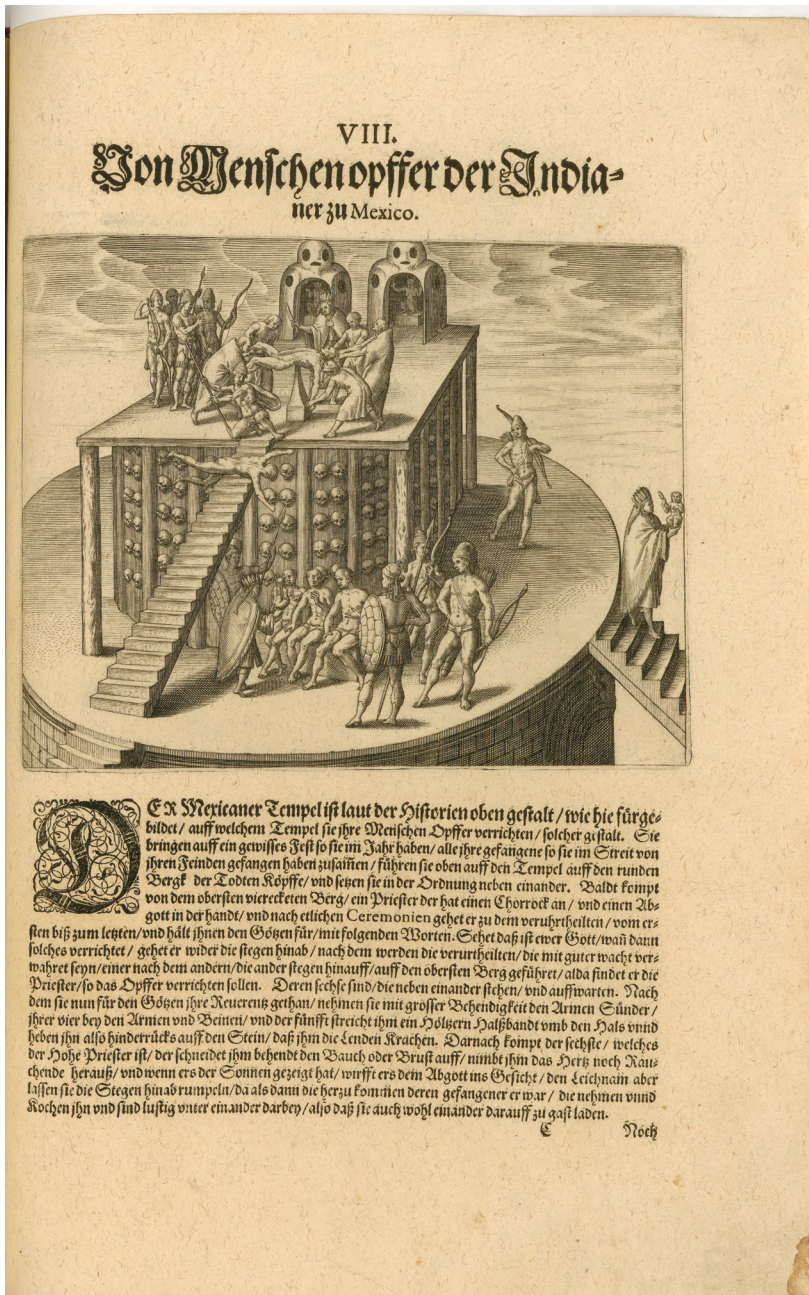 VIII.
Von Menschenopffer der India-
ner zu Mexico.
DER Mexicaner Tempel ist laut der Historien oben gestalt / wie hie fürge-
bildet / auff welchem Tempel sie jhre Menschen Opffer verrichten / solcher gestalt. Sie
bringen auff ein gewisses Fest so sie im Jahr haben / alle jhre gefangene so sie im Streit von
jhren Feinden gefangen haben zusam̃en / führen sie oben auff den Tempel auff den runden
Bergk der Todten Köpffe / vnd setzen sie in der Ordnung neben einander. Baldt kompt
von dem obersten vierecketen Berg / ein Priester der hat einen Chorrock an / vnd einen Ab-
gott in der handt / vnd nach etlichen Ceremonien gehet er zu dem veruhrtheilten / vom er-
sten biß zum letzten / vnd hält jhnen den Götzen für / mit folgenden Worten. Sehet daß ist ewer Gott / wañ dann
solches verrichtet / gehet er wider die stegen hinab / nach dem werden die verurtheilten / die mit guter wacht ver-
wahret seyn / einer nach dem andern / die ander stegen hinauff / auff den obersten Berg geführet / alda findet er die
Priester / so das Opffer verrichten sollen. Deren sechse sind / die neben einander stehen / vnd auffwarten. Nach
dem sie nun für den Götzen jhre Reuerentz gethan / nehmen sie mit grosser Behendigkeit den Armen Sünder /
jhrer vier bey den Armen vnd Beinen / vnd der fünfft streicht ihm ein Höltzern Halßbandt vmb den Hals vnnd
heben jhn also hinderrücks auff den Stein / daß jhm die Lenden Krachen. Darnach kompt der sechste / welches
der Hohe Priester ist / der schneidet jhm behendt den Bauch oder Brust auff / nimbt jhm das Hertz noch Rau-
chende herauß / vnd wenn ers der Sonnen gezeigt hat / wirfft ers dem Abgott ins Gesicht / den Leichnam aber
lassen sie die Stegen hinab rumpeln / da als dann die herzu kommen deren gefangener er war / die nehmen vnnd
Kochen jhn vnd sind lustig vnter einander darbey / also daß sie auch wohl einander darauff zu gast laden.
C Noch